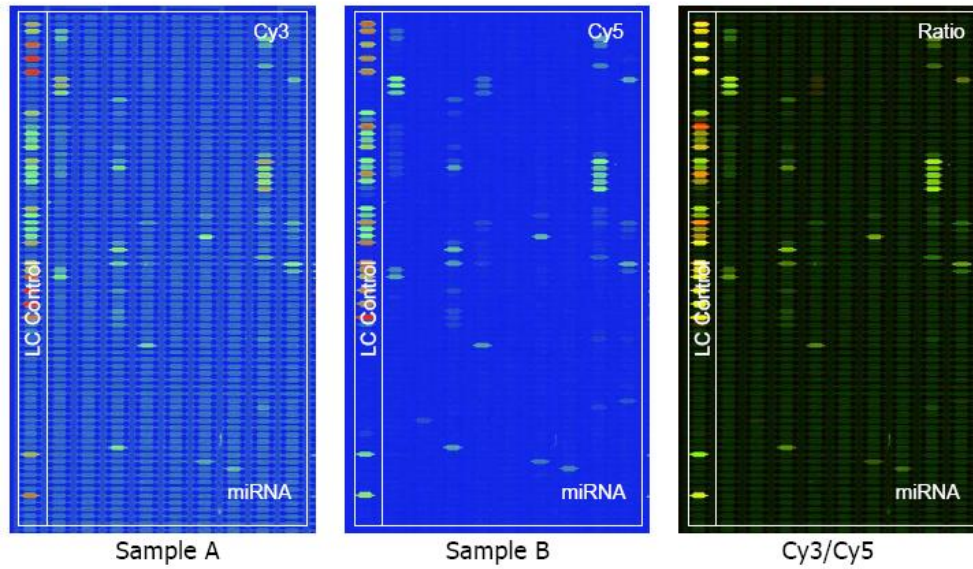 Cy3
LC Control
miRNA
Sample A
Cy5
LC Control
miRNA
Sample B
Ratio
LC Control
miRNA
Cy3/Cy5